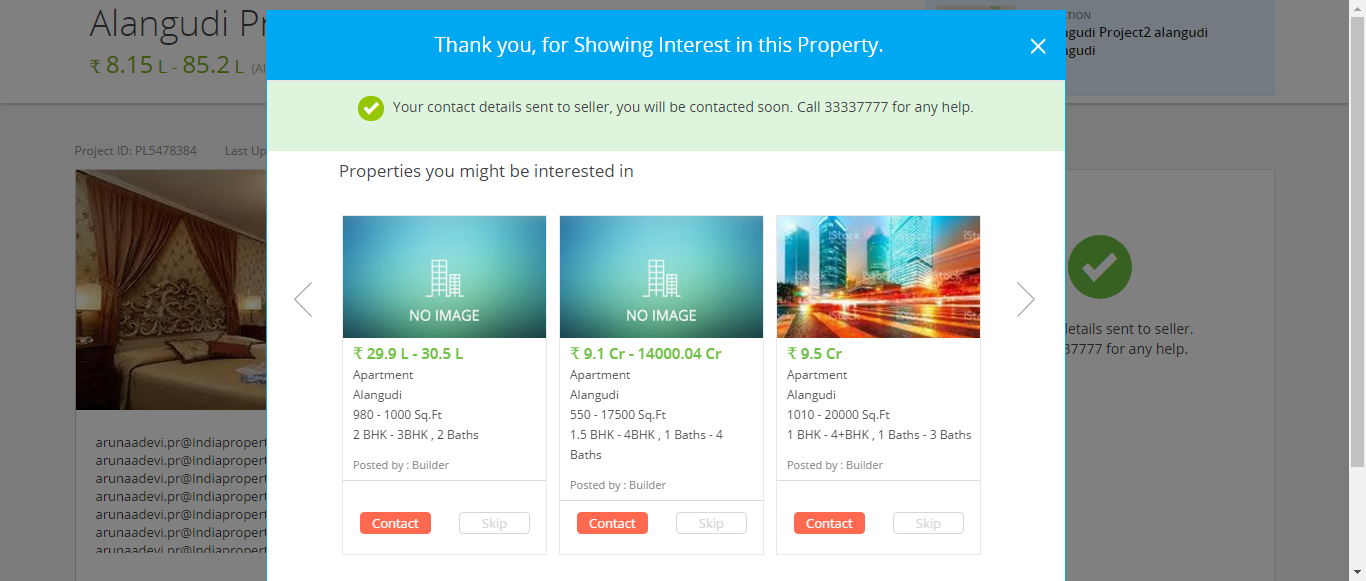 Alangudi Pr
₹ 8.15 L - 85.2 L (Al
TION
gudi Project2 alangudi
gudi
Thank you, for Showing Interest in this Property.
Your contact details sent to seller, you will be contacted soon. Call 33337777 for any help.
Project ID: PL5478384 Last Up
Properties you might be interested in
NO IMAGE
₹ 29.9 L - 30.5 L
Apartment
Alangudi
980 - 1000 Sq.Ft
2 BHK - 3BHK , 2 Baths
Posted by : Builder
Contact Skip
NO IMAGE
₹ 9.1 Cr - 14000.04 Cr
Apartment
Alangudi
550 - 17500 Sq.Ft
1.5 BHK - 4BHK , 1 Baths - 4
Baths
Posted by : Builder
Contact Skip
iStock
iStock
iStock
iStock
iStock
₹ 9.5 Cr
Apartment
Alangudi
1010 - 20000 Sq.Ft
1 BHK - 4+BHK , 1 Baths - 3 Baths
Posted by : Builder
Contact Skip
etails sent to seller.
37777 for any help.
arunaadevi.pr@Indiapropert
arunaadevi.pr@Indiapropert
arunaadevi.pr@Indiapropert
arunaadevi.pr@Indiapropert
arunaadevi.pr@Indiapropert
arunaadevi.pr@Indiapropert
arunaadevi.pr@Indiapropert